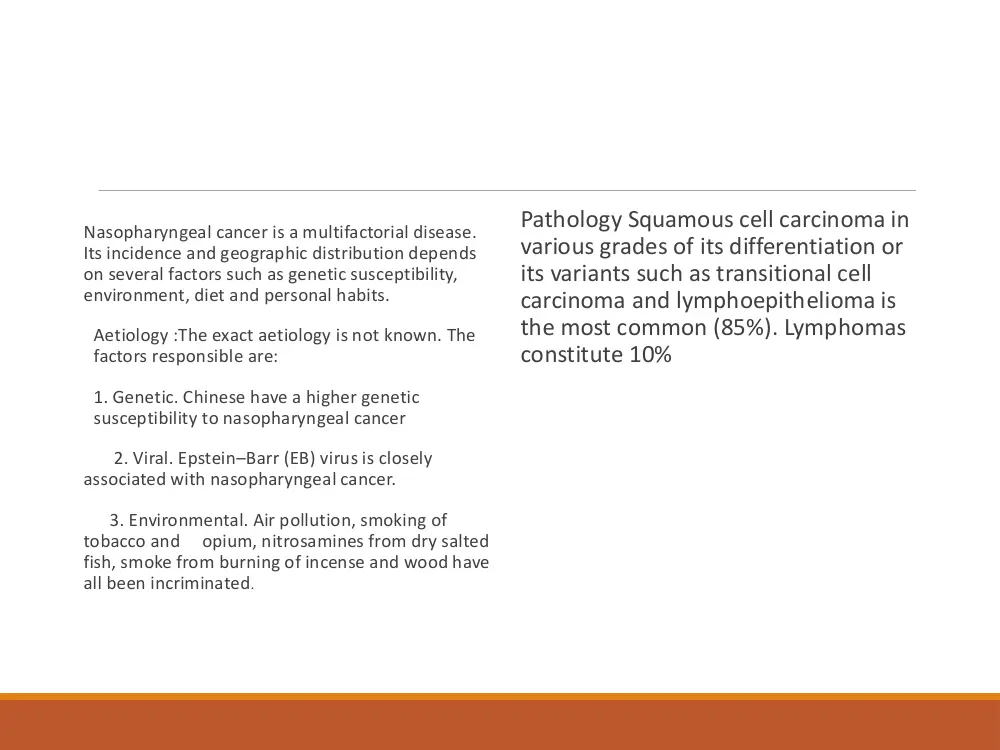 Nasopharyngeal cancer is a multifactorial disease.
Its incidence and geographic distribution depends
on several factors such as genetic susceptibility,
environment, diet and personal habits.
Aetiology :The exact aetiology is not known. The
factors responsible are:
1. Genetic. Chinese have a higher genetic
susceptibility to nasopharyngeal cancer
2. Viral. Epstein–Barr (EB) virus is closely
associated with nasopharyngeal cancer.
3. Environmental. Air pollution, smoking of
tobacco and opium, nitrosamines from dry salted
fish, smoke from burning of incense and wood have
all been incriminated.
Pathology Squamous cell carcinoma in
various grades of its differentiation or
its variants such as transitional cell
carcinoma and lymphoepithelioma is
the most common (85%). Lymphomas
constitute 10%